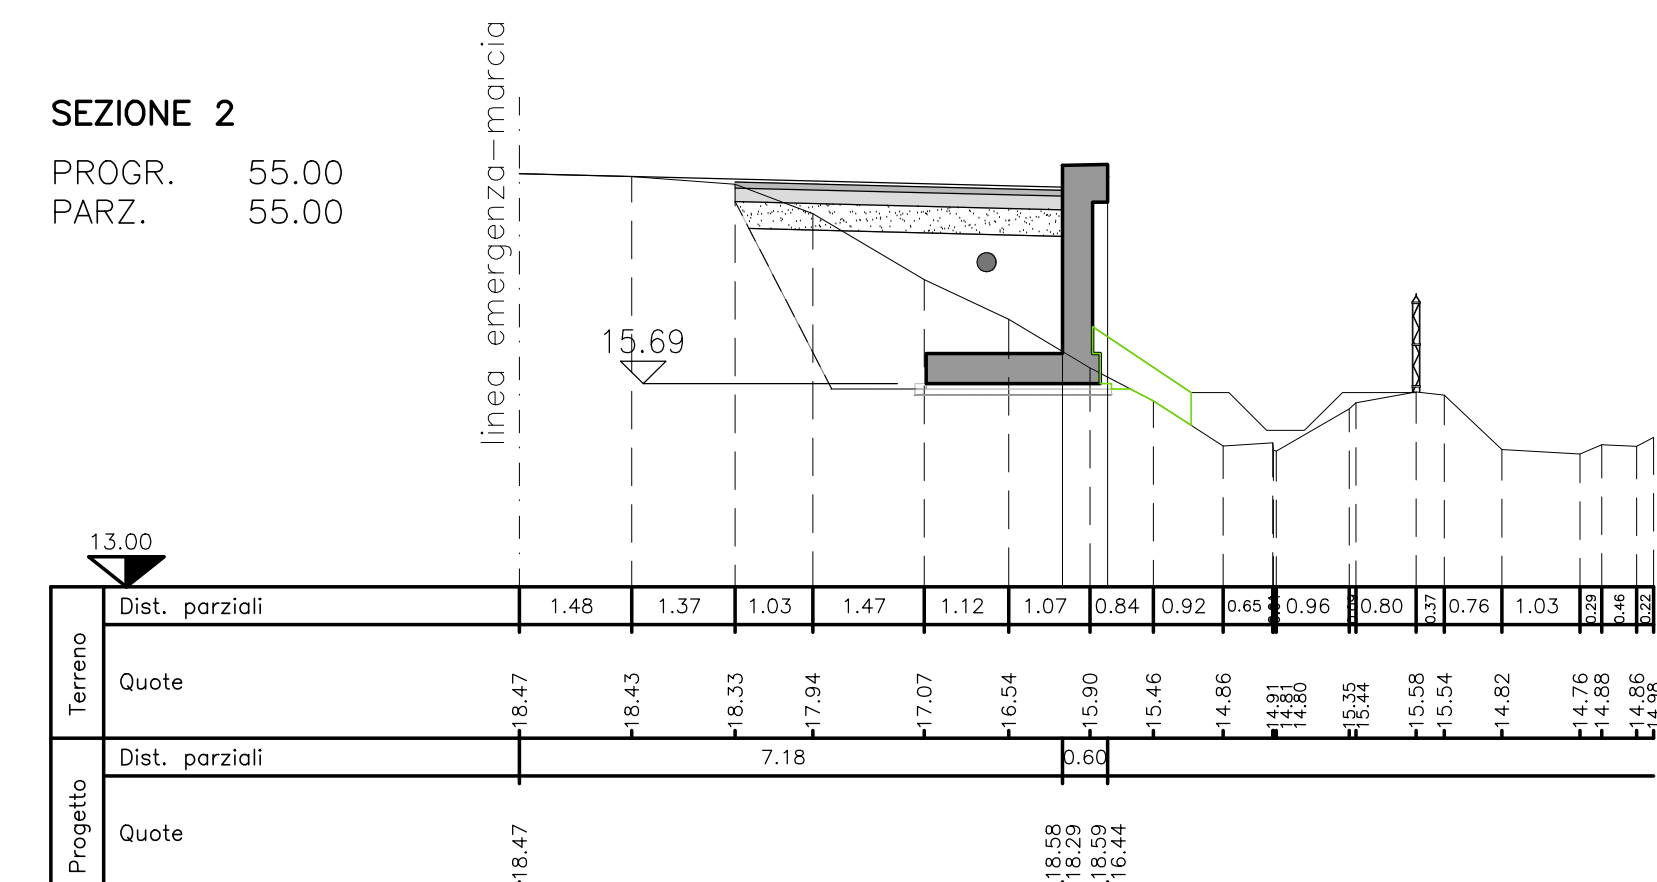 linea emergenza-marcia
SEZIONE 2
PROGR. 55.00
PARZ. 55.00
15.69
13.00
Terreno
Dist. parziali 1.48 1.37 1.03 1.47 1.12 1.07 0.84 0.92 0.65 0.96 0.80 0.37 0.76 1.03 0.29 0.46 0.22
Quote 18.47 18.43 18.33 17.94 17.07 16.54 15.90 15.46 14.86 14.91 14.81 14.80 15.35 15.44 15.58 15.54 14.82 14.76 14.88 14.86 14.98
Progetto
Dist. parziali 7.18 0.60
Quote 18.47 18.58 18.29 18.59 16.44